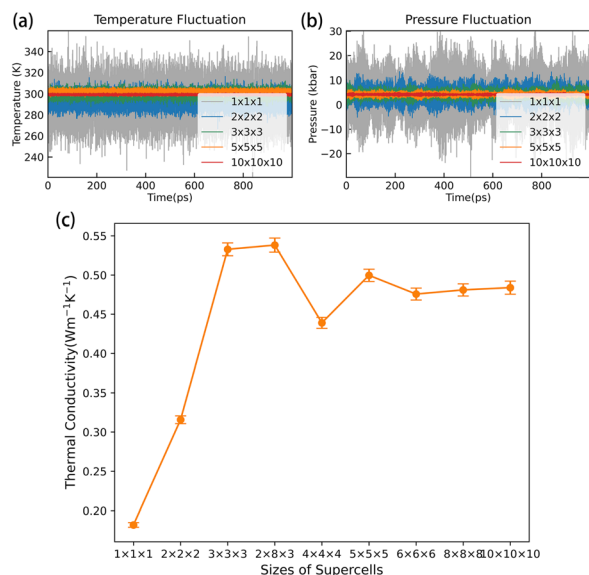 (a)
Temperature Fluctuation
340
320
300
280
260
240
Temperature (K)
1x1x1
2x2x2
3x3x3
5x5x5
10x10x10
0 200 400 600 800
Time(ps)
(b)
Pressure Fluctuation
30
20
10
0
−10
−20
Pressure (kbar)
1x1x1
2x2x2
3x3x3
5x5x5
10x10x10
0 200 400 600 800
Time(ps)
(c)
0.55
0.50
0.45
0.40
0.35
0.30
0.25
0.20
Thermal Conductivity(Wm⁻¹K⁻¹)
1×1×1 2×2×2 3×3×3 2×8×3 4×4×4 5×5×5 6×6×6 8×8×8 10×10×10
Sizes of Supercells